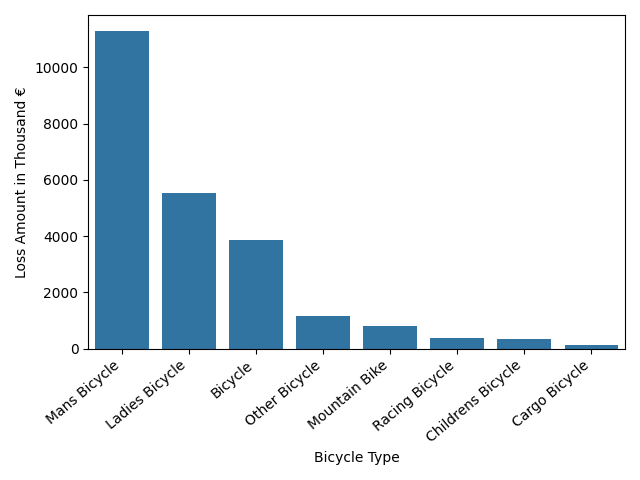 Loss Amount in Thousand €
10000
8000
6000
4000
2000
0
Mans Bicycle
Ladies Bicycle
Bicycle
Other Bicycle
Mountain Bike
Racing Bicycle
Childrens Bicycle
Cargo Bicycle
Bicycle Type